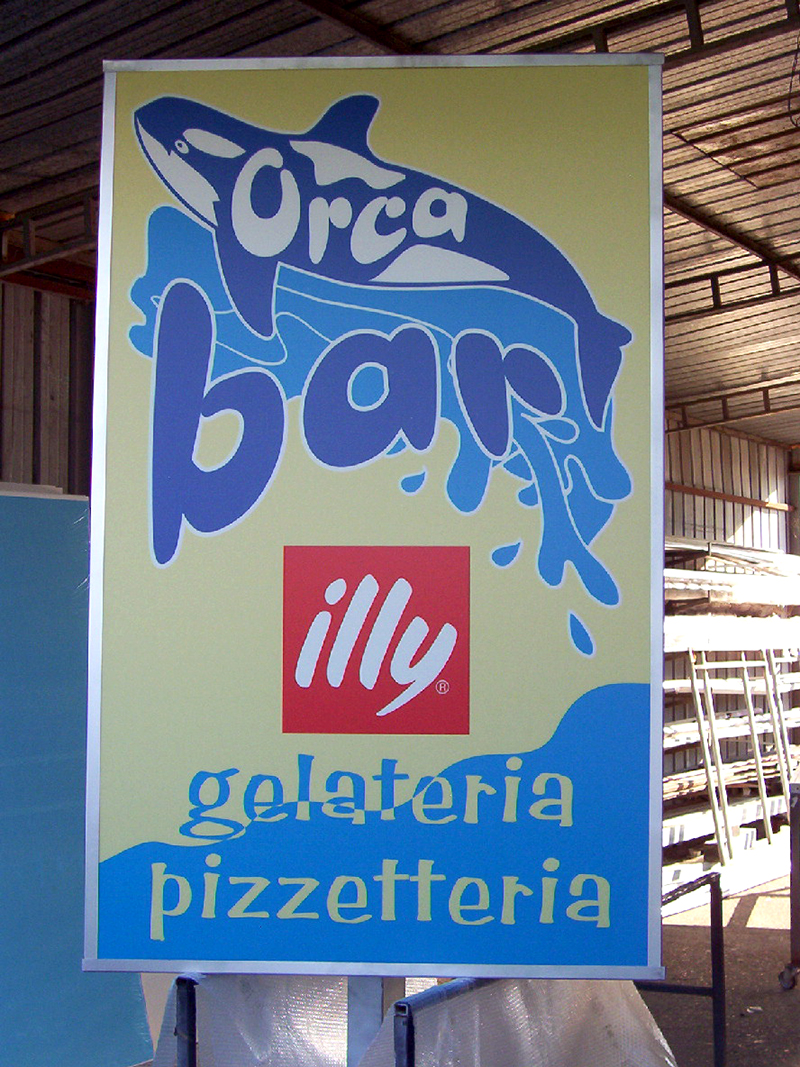 Orca
bar
illy®
gelateria
pizzetteria